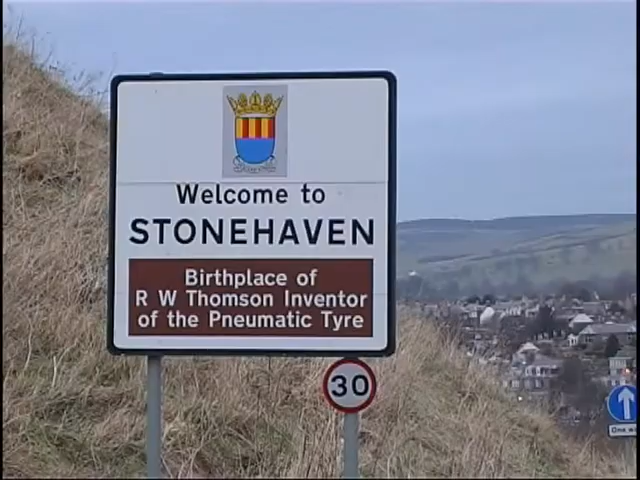 Welcome to
STONEHAVEN
Birthplace of
R W Thomson Inventor
of the Pneumatic Tyre
30